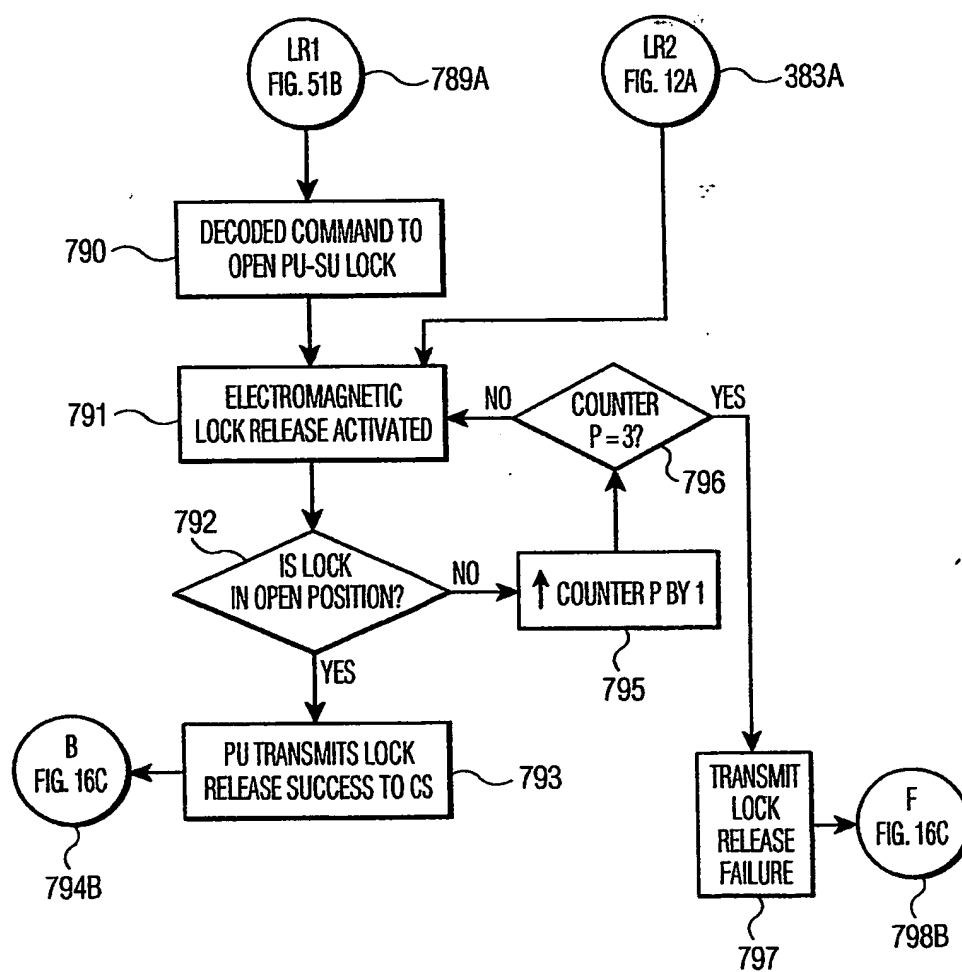 LR1
FIG. 51B
789A
LR2
FIG. 12A
383A
790
DECODED COMMAND TO
OPEN PU-SU LOCK
791
ELECTROMAGNETIC
LOCK RELEASE ACTIVATED
NO
COUNTER
P = 3?
YES
796
792
IS LOCK
IN OPEN POSITION?
NO
↑ COUNTER P BY 1
795
YES
B
FIG. 16C
794B
PU TRANSMITS LOCK
RELEASE SUCCESS TO CS
793
TRANSMIT
LOCK
RELEASE
FAILURE
797
F
FIG. 16C
798B